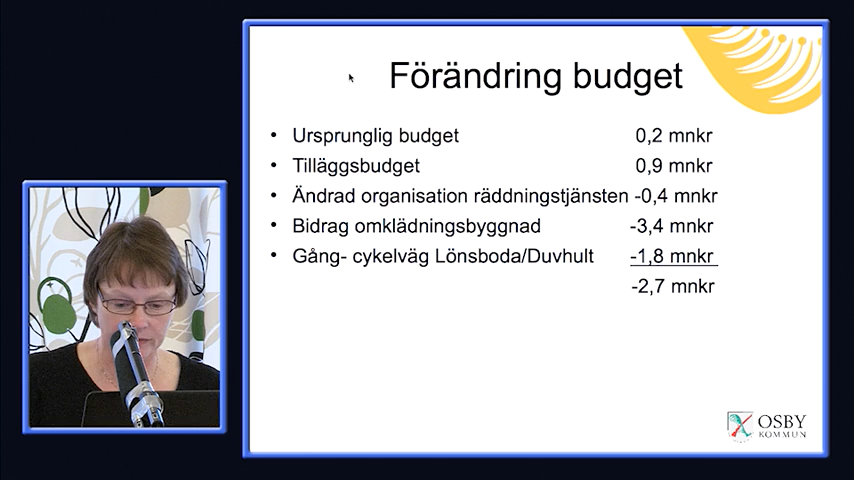 Förändring budget
• Ursprunglig budget 0,2 mnkr
• Tilläggsbudget 0,9 mnkr
• Ändrad organisation räddningstjänsten -0,4 mnkr
• Bidrag omklädningsbyggnad -3,4 mnkr
• Gång- cykelväg Lönsboda/Duvhult -1,8 mnkr
-2,7 mnkr
OSBY
KOMMUN